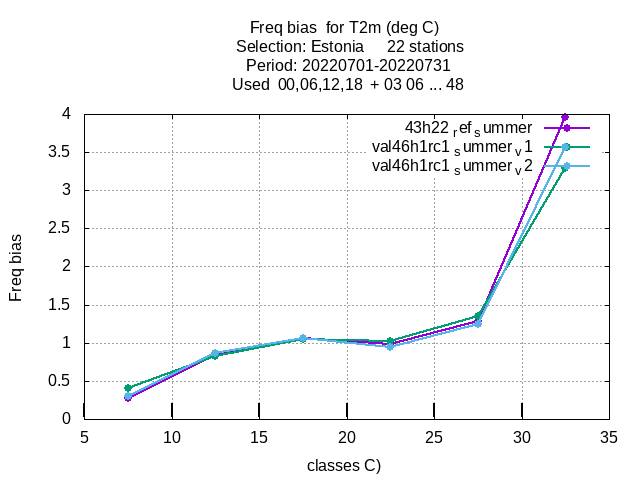 Freq bias  for T2m (deg C)
Selection: Estonia     22 stations
Period: 20220701-20220731
Used  00,06,12,18  + 03 06 ... 48
43h22 ref summer
val46h1rc1 summer v1
val46h1rc1 summer v2
Freq bias
4
3.5
3
2.5
2
1.5
1
0.5
0
5 10 15 20 25 30 35
classes C)